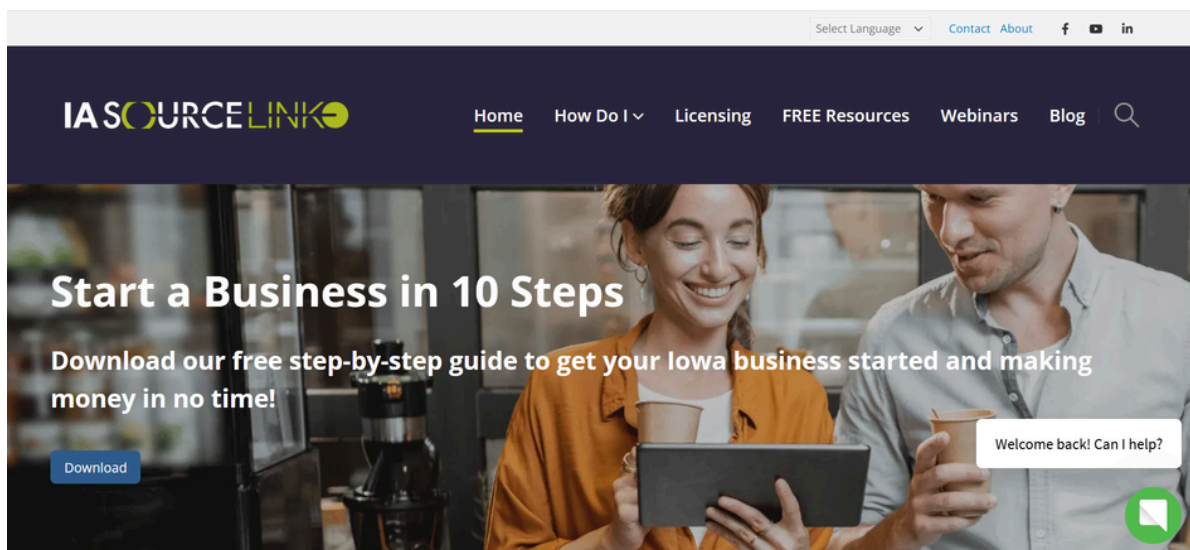 Select Language
Contact About
IA SOURCELINK
Home How Do I Licensing FREE Resources Webinars Blog
Start a Business in 10 Steps
Download our free step-by-step guide to get your Iowa business started and making
money in no time!
Welcome back! Can I help?
Download